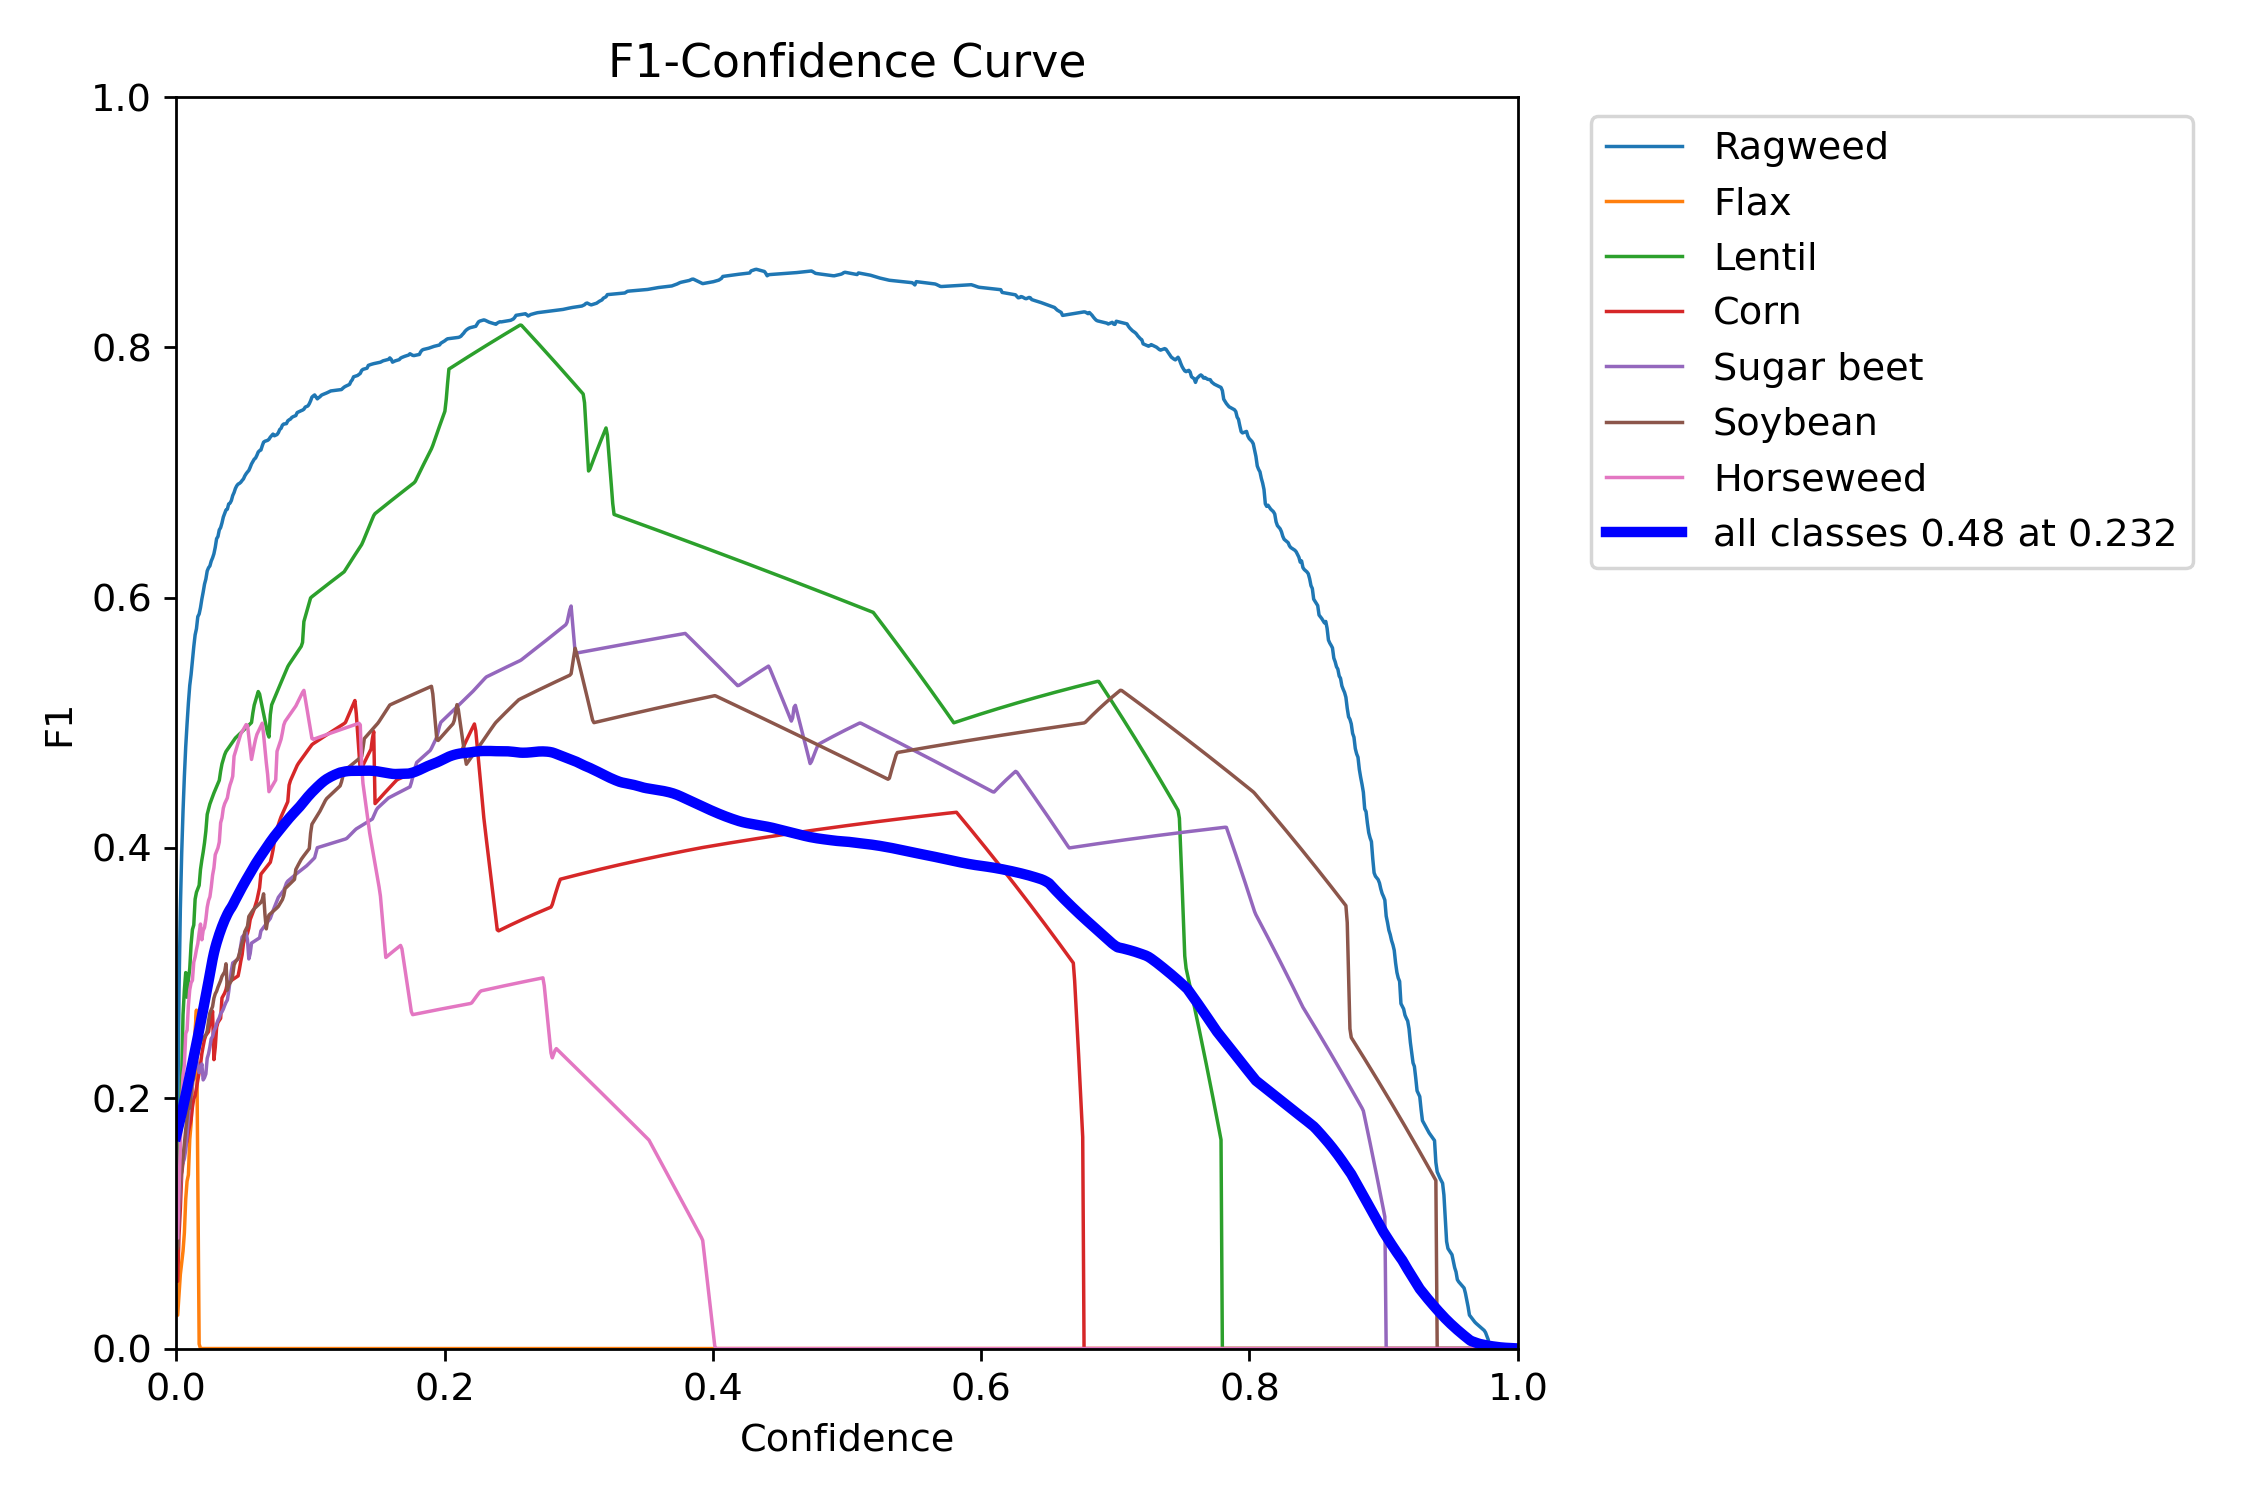 F1-Confidence Curve
1.0
0.8
0.6
0.4
0.2
0.0
F1
0.0 0.2 0.4 0.6 0.8 1.0
Confidence
Ragweed
Flax
Lentil
Corn
Sugar beet
Soybean
Horseweed
all classes 0.48 at 0.232